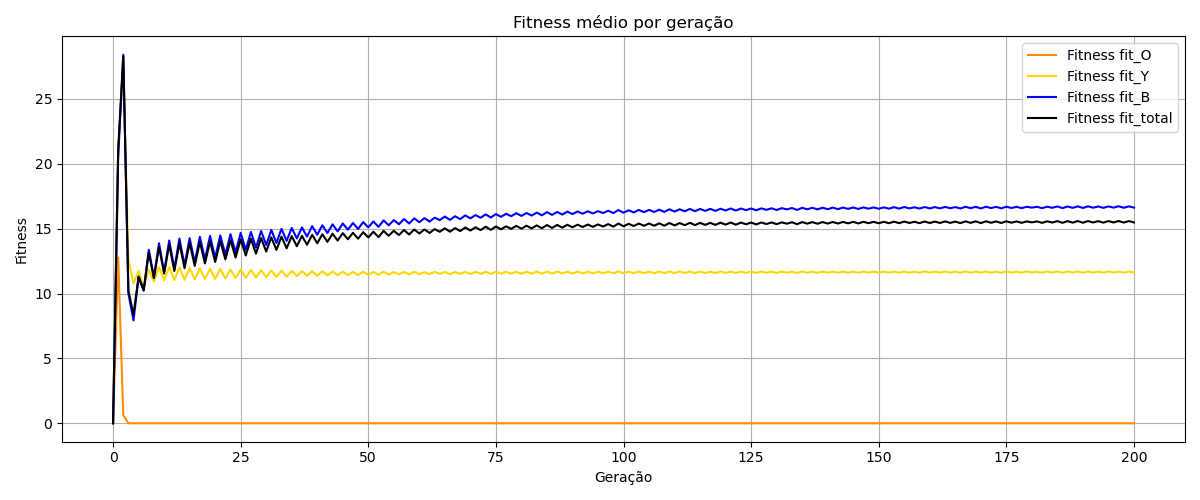 Fitness médio por geração
Fitness fit_O
Fitness fit_Y
Fitness fit_B
Fitness fit_total
Fitness
25
20
15
10
5
0
0 25 50 75 100 125 150 175 200
Geração